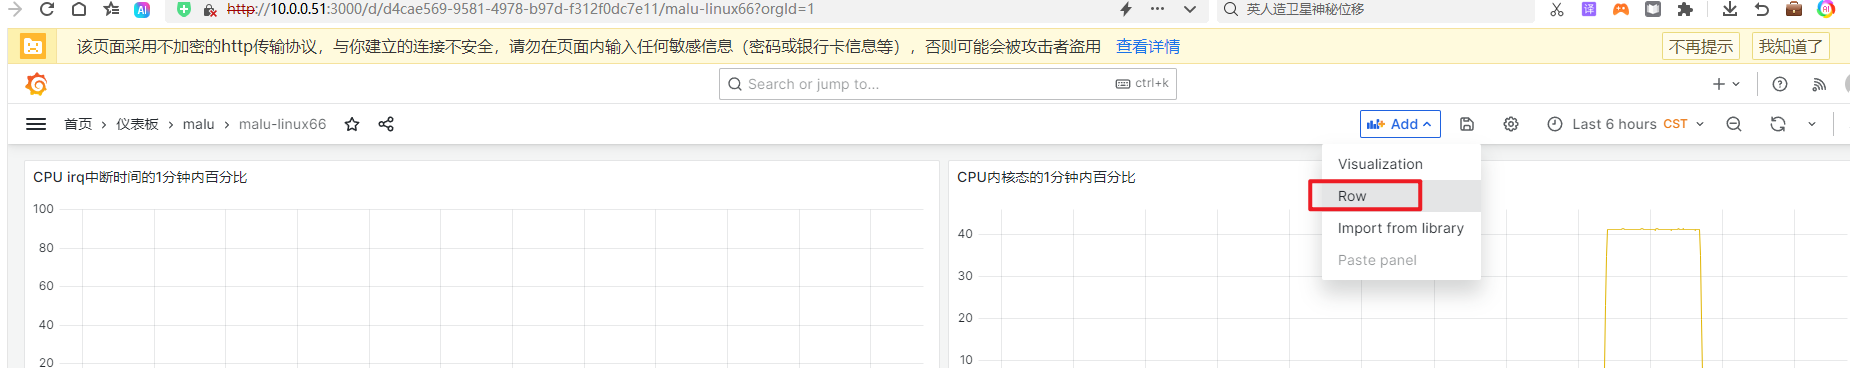 http://10.0.0.51:3000/d/d4cae569-9581-4978-b97d-f312f0dc7e11/malu-linux66?orgId=1
英人造卫星神秘位移
译
AI
该页面采用不加密的http传输协议，与你建立的连接不安全，请勿在页面内输入任何敏感信息（密码或银行卡信息等），否则可能会被攻击者盗用 查看详情
不再提示 我知道了
Search or jump to... ctrl+k
首页 › 仪表板 › malu › malu-linux66
Add
Last 6 hours CST
Visualization
Row
Import from library
Paste panel
CPU irq中断时间的1分钟内百分比
100
80
60
40
20
CPU内核态的1分钟内百分比
40
30
20
10